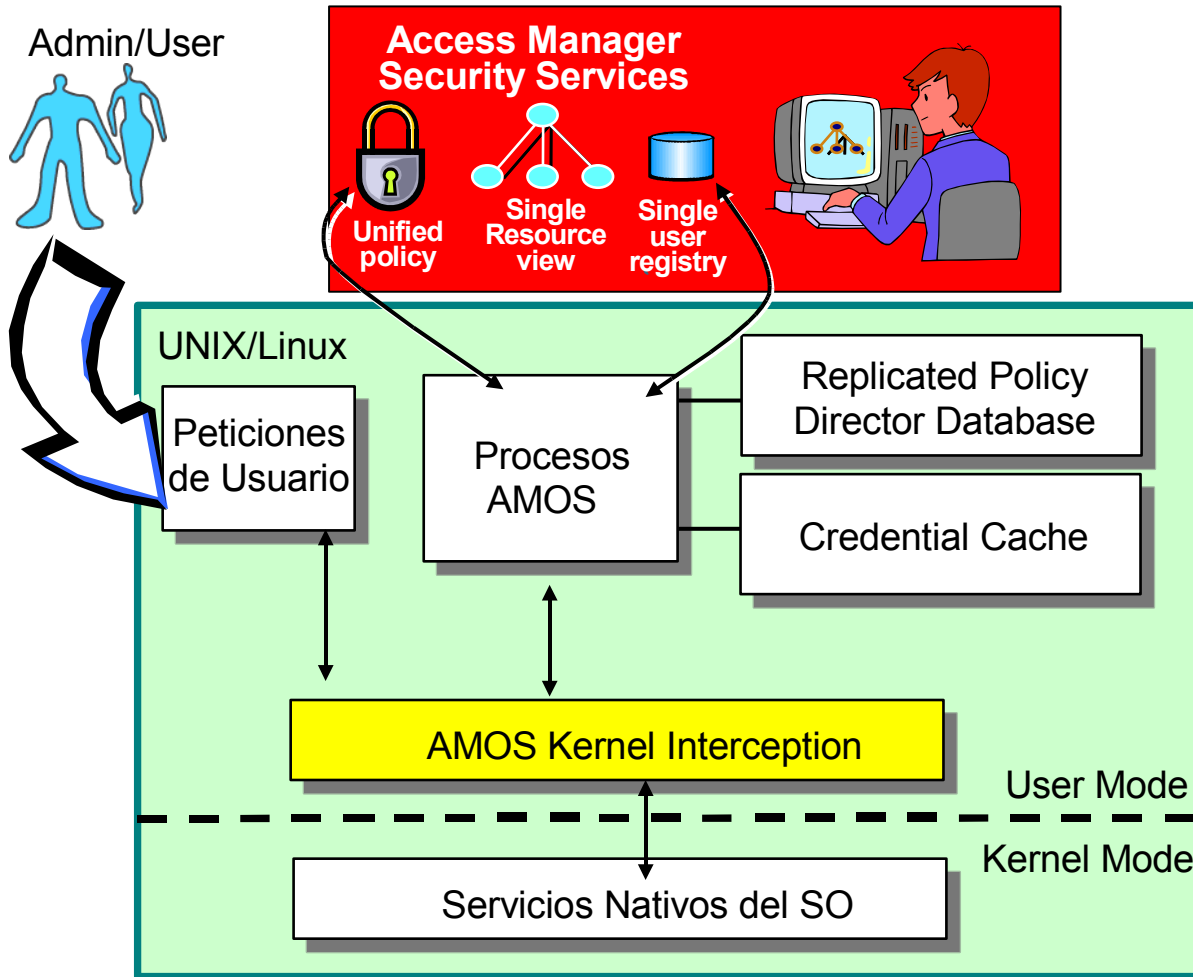 Admin/User
Access Manager
Security Services
Unified
policy
Single
Resource
view
Single
user
registry
UNIX/Linux
Peticiones
de Usuario
Procesos
AMOS
Replicated Policy
Director Database
Credential Cache
AMOS Kernel Interception
User Mode
Kernel Mode
Servicios Nativos del SO